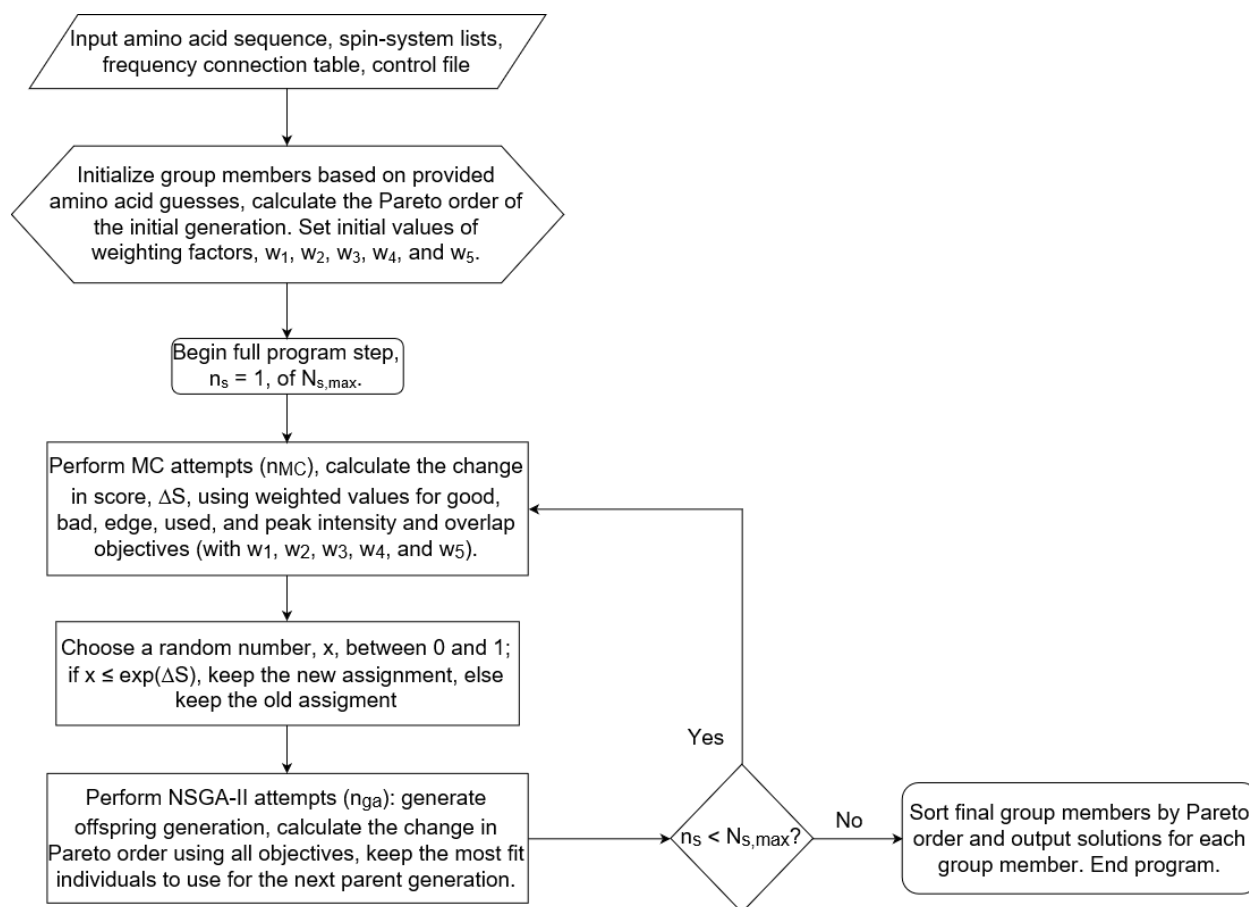 Input amino acid sequence, spin-system lists,
frequency connection table, control file
Initialize group members based on provided
amino acid guesses, calculate the Pareto order of
the initial generation. Set initial values of
weighting factors, w₁, w₂, w₃, w₄, and w₅.
Begin full program step,
nₛ = 1, of Nₛ,ₘₐₓ.
Perform MC attempts (n_MC), calculate the change
in score, ΔS, using weighted values for good,
bad, edge, used, and peak intensity and overlap
objectives (with w₁, w₂, w₃, w₄, and w₅).
Choose a random number, x, between 0 and 1;
if x ≤ exp(ΔS), keep the new assignment, else
keep the old assigment
Perform NSGA-II attempts (n_ga): generate
offspring generation, calculate the change in
Pareto order using all objectives, keep the most fit
individuals to use for the next parent generation.
nₛ < Nₛ,ₘₐₓ?
Yes
No
Sort final group members by Pareto
order and output solutions for each
group member. End program.